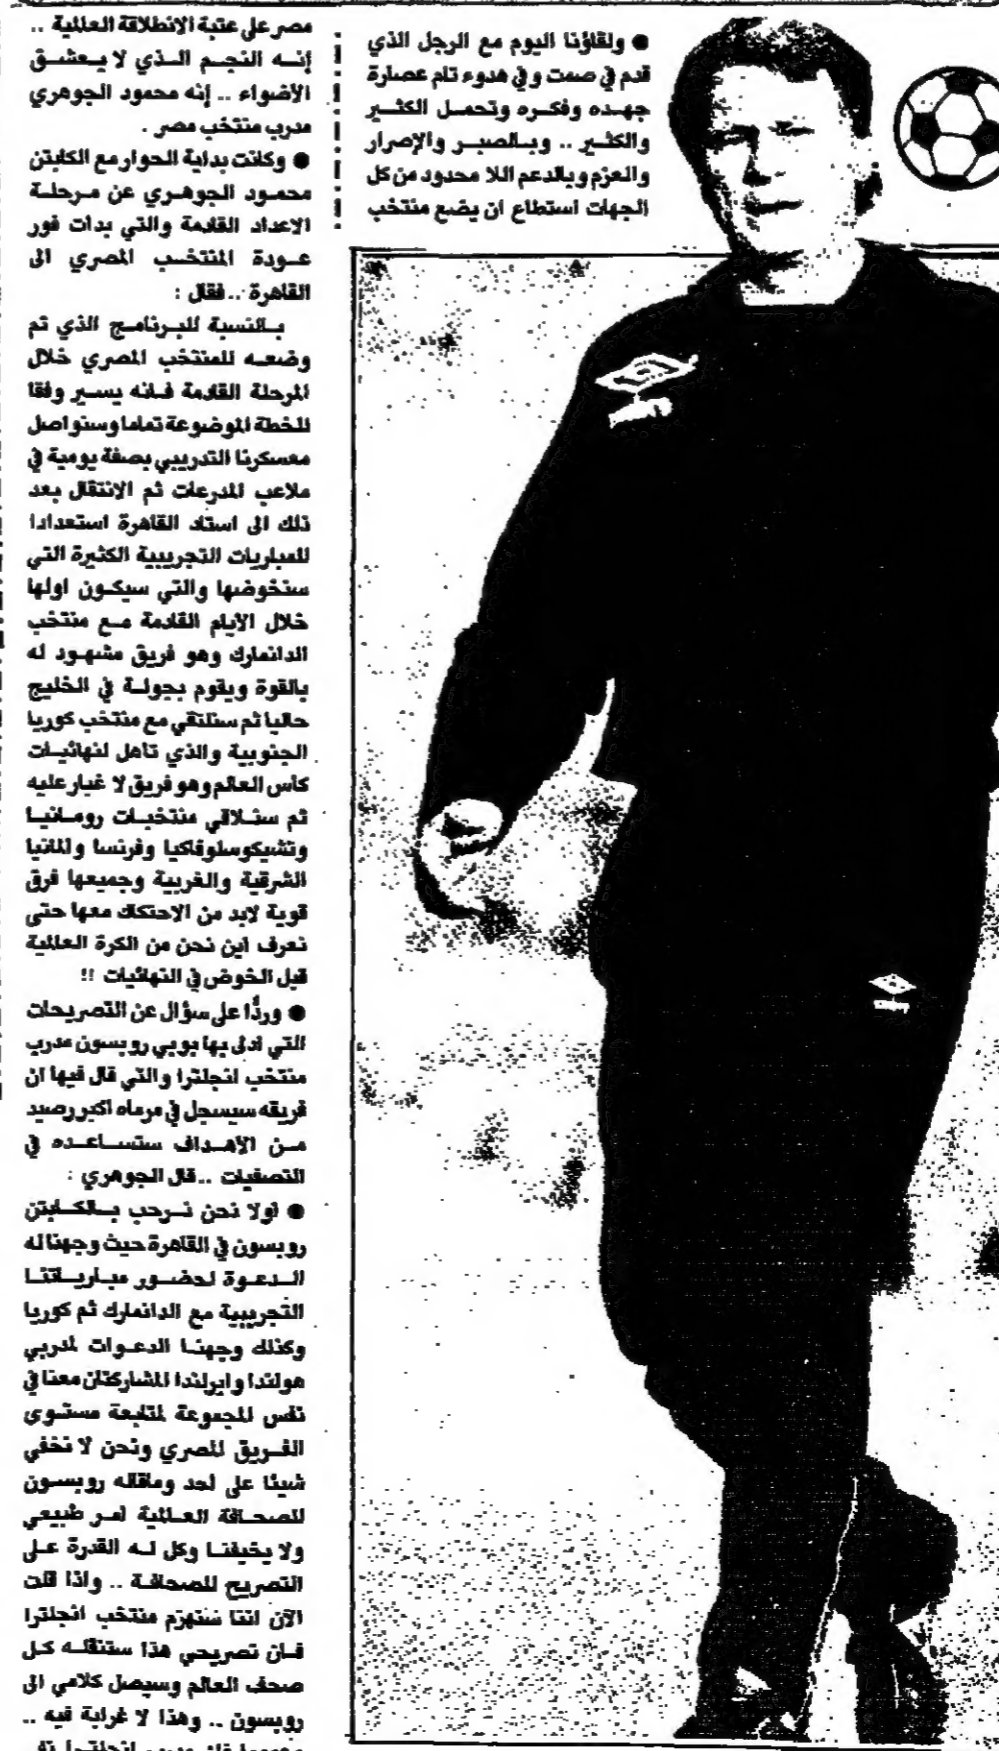 ● ولقاؤنا اليوم مع الرجل الذي
قدم في صمت وفي هدوء تام عصارة
جهده وفكره وتحمل الكثير
والكثير .. وبالصبر والإصرار
والعزم وبالدعم اللا محدود من كل
الجهات استطاع ان يضع منتخب
مصر على عتبة الانطلاقة العالمية ..
إنه النجم الذي لا يعشق
الأضواء .. إنه محمود الجوهري
مدرب منتخب مصر .
● وكانت بداية الحوار مع الكابتن
محمود الجوهري عن مرحلة
الاعداد القادمة والتي بدات فور
عودة المنتخب المصري الى
القاهرة .. فقال :
بالنسبة للبرنامج الذي تم
وضعه للمنتخب المصري خلال
المرحلة القادمة فانه يسير وفقا
للخطة الموضوعة تماما وسنواصل
معسكرنا التدريبي بصفة يومية في
ملاعب المدرعات ثم الانتقال بعد
ذلك الى استاد القاهرة استعدادا
للمباريات التجريبية الكثيرة التي
سنخوضها والتي سيكون اولها
خلال الأيام القادمة مع منتخب
الدانمارك وهو فريق مشهود له
بالقوة ويقوم بجولة في الخليج
حاليا ثم سنلتقي مع منتخب كوريا
الجنوبية والذي تأهل لنهائيات
كأس العالم وهو فريق لا غبار عليه
ثم سنلاقي منتخبات رومانيا
وتشيكوسلوفاكيا وفرنسا والمانيا
الشرقية والغربية وجميعها فرق
قوية لابد من الاحتكاك معها حتى
نعرف اين نحن من الكرة العالمية
قبل الخوض في النهائيات !!
● وردًّا على سؤال عن التصريحات
التي ادلى بها بوبي روبسون مدرب
منتخب انجلترا والتي قال فيها ان
فريقه سيسجل في مرماه اكبر رصيد
من الأهداف ستساعده في
التصفيات .. قال الجوهري :
● اولا نحن نرحب بالكابتن
روبسون في القاهرة حيث وجهنا له
الدعوة لحضور مبارياتنا
التجريبية مع الدانمارك ثم كوريا
وكذلك وجهنا الدعوات لمدربي
هولندا وايرلندا المشاركتان معنا في
نفس المجموعة لمتابعة مستوى
الفريق المصري ونحن لا نخفي
شيئا على احد وماقاله روبسون
للصحافة العالمية امر طبيعي
ولا يخيفنا وكل له القدرة على
التصريح للصحافة .. واذا قلت
الآن اننا سنهزم منتخب انجلترا
فان تصريحي هذا ستنقله كل
صحف العالم وسيصل كلامي الى
روبسون .. وهذا لا غرابة فيه ..